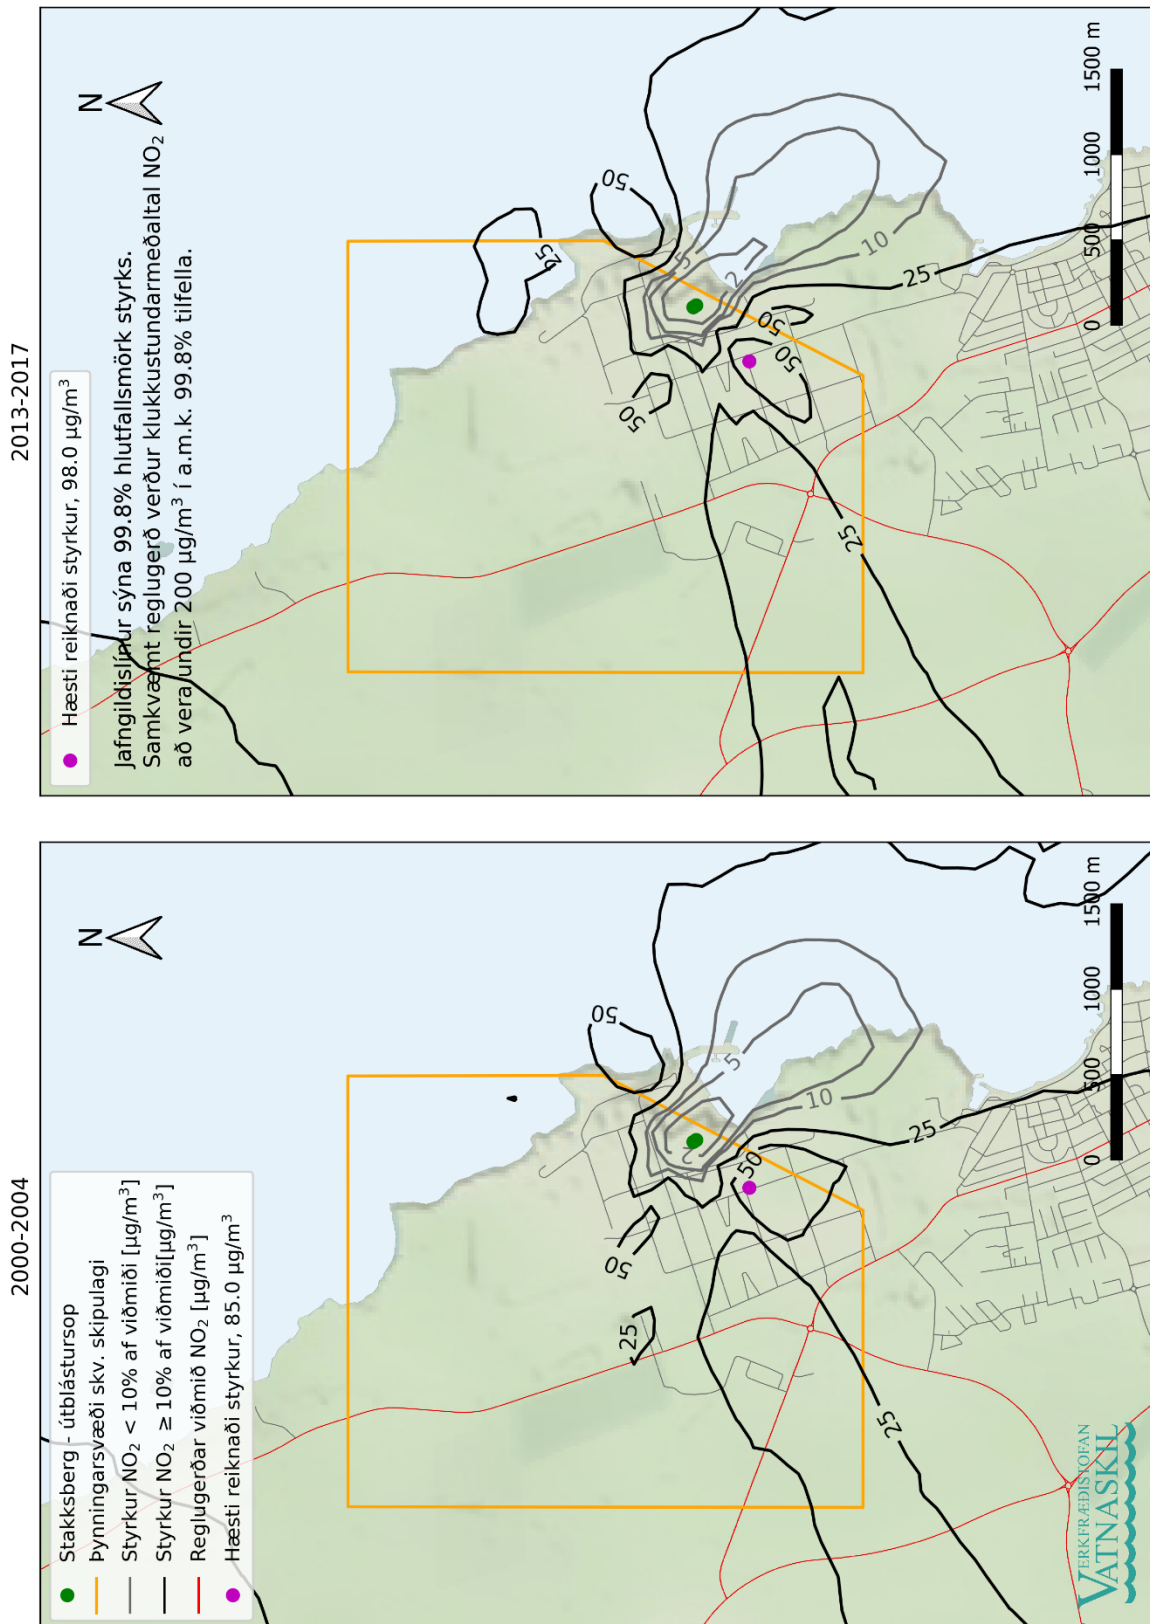 2000-2004
Stakksberg - útblástursop
Þynningarsvæði skv. skipulagi
Styrkur NO₂ < 10% af viðmiði [µg/m³]
Styrkur NO₂ ≥ 10% af viðmiði[µg/m³]
Reglugerðar viðmið NO₂ [µg/m³]
Hæsti reiknaði styrkur, 85.0 µg/m³
N
50
50
25
5
2
10
50
25
25
0 500 1000 1500 m
VERKFRÆÐISTOFAN
VATNASKIL
2013-2017
Hæsti reiknaði styrkur, 98.0 µg/m³
N
Jafngildislínur sýna 99.8% hlutfallsmörk styrks.
Samkvæmt reglugerð verður klukkustundarmeðaltal NO₂
að vera undir 200 µg/m³ í a.m.k. 99.8% tilfella.
25
50
50
5
2
50
50
10
25
25
0 500 1000 1500 m